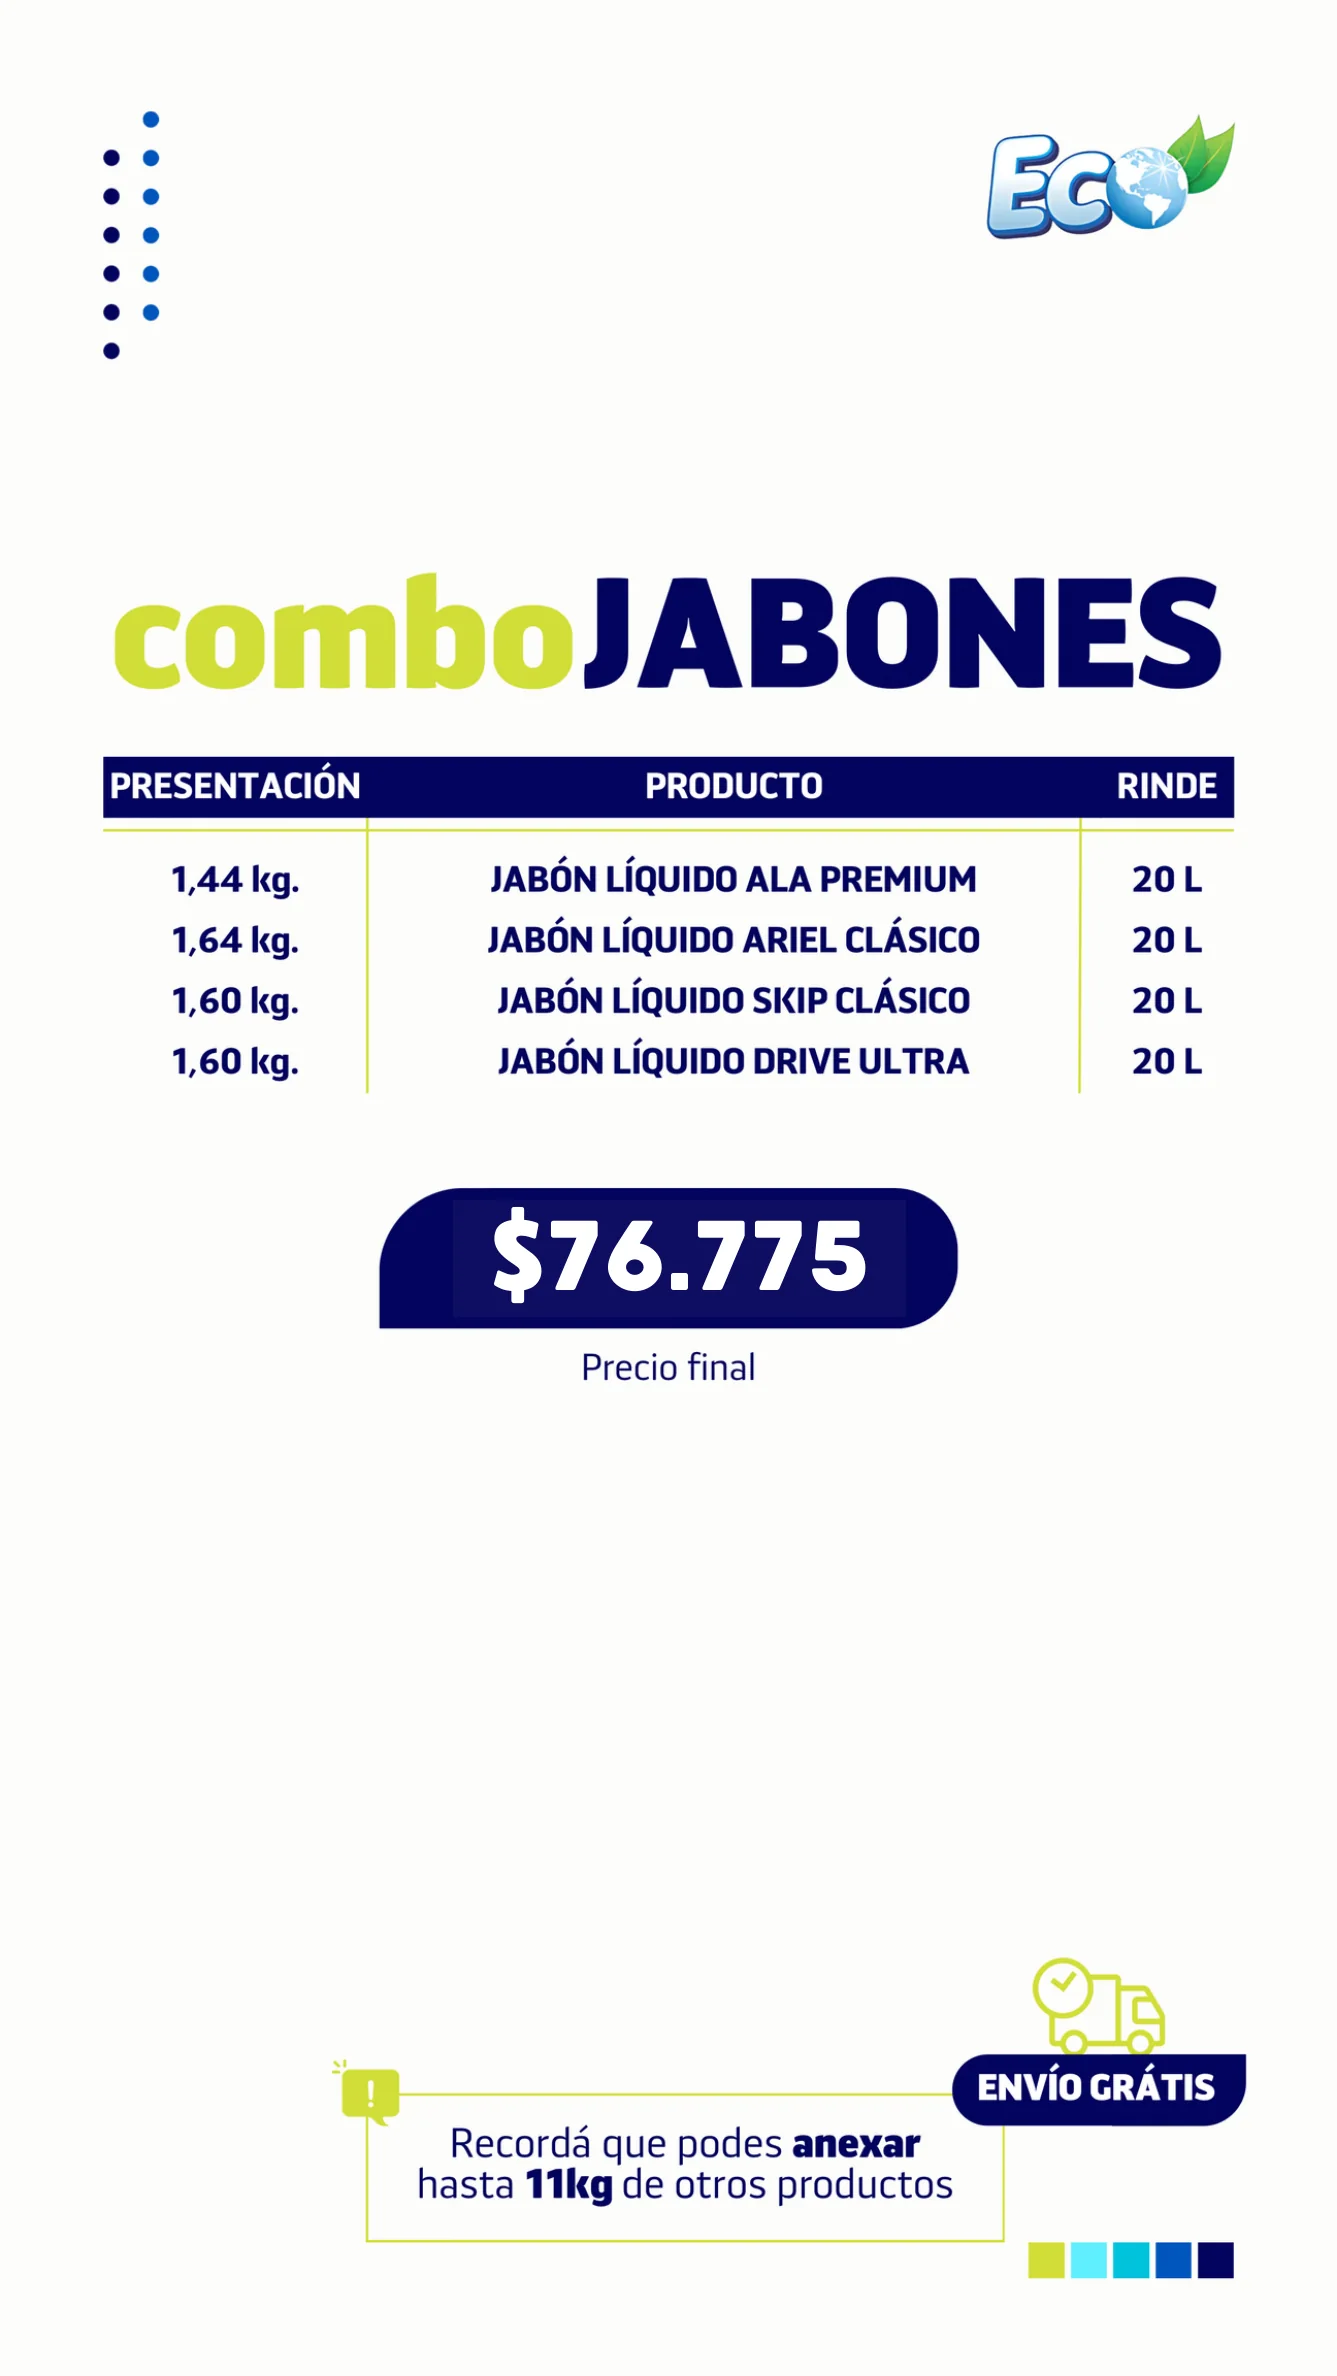 Eco
comboJABONES
PRESENTACIÓN PRODUCTO RINDE
1,44 kg. JABÓN LÍQUIDO ALA PREMIUM 20 L
1,64 kg. JABÓN LÍQUIDO ARIEL CLÁSICO 20 L
1,60 kg. JABÓN LÍQUIDO SKIP CLÁSICO 20 L
1,60 kg. JABÓN LÍQUIDO DRIVE ULTRA 20 L
$76.775
Precio final
ENVÍO GRÁTIS
!
Recordá que podes anexar
hasta 11kg de otros productos